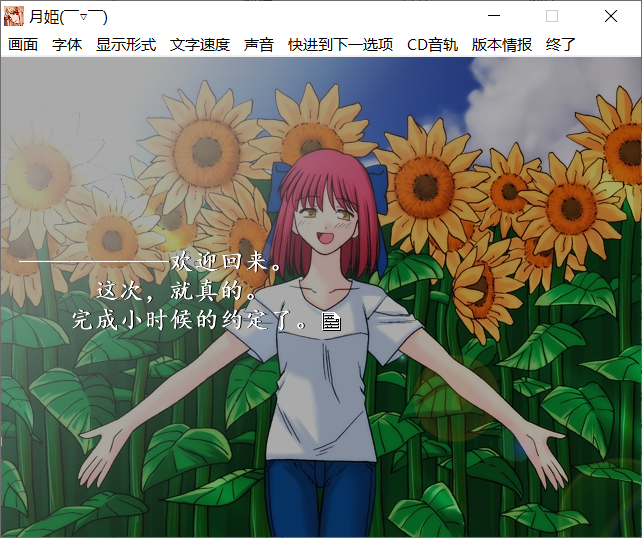 月姫(￣▿￣)
画面 字体 显示形式 文字速度 声音 快进到下一选项 CD音轨 版本情报 终了
——————欢迎回来。
这次，就真的。
完成小时候的约定了。